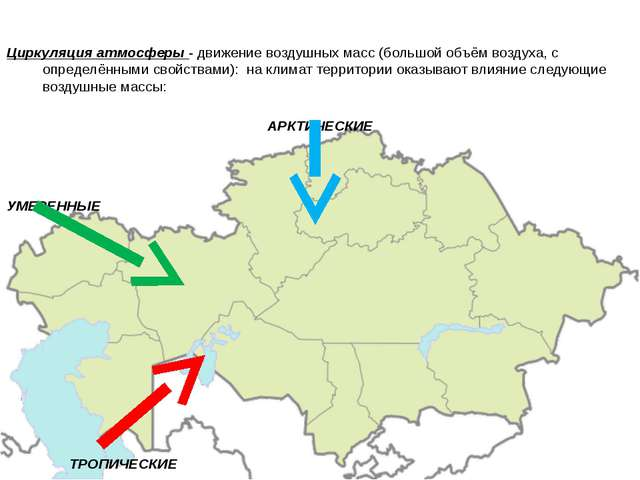 Циркуляция атмосферы - движение воздушных масс (большой объём воздуха, с
определёнными свойствами): на климат территории оказывают влияние следующие
воздушные массы:
АРКТИЧЕСКИЕ
УМЕРЕННЫЕ
ТРОПИЧЕСКИЕ